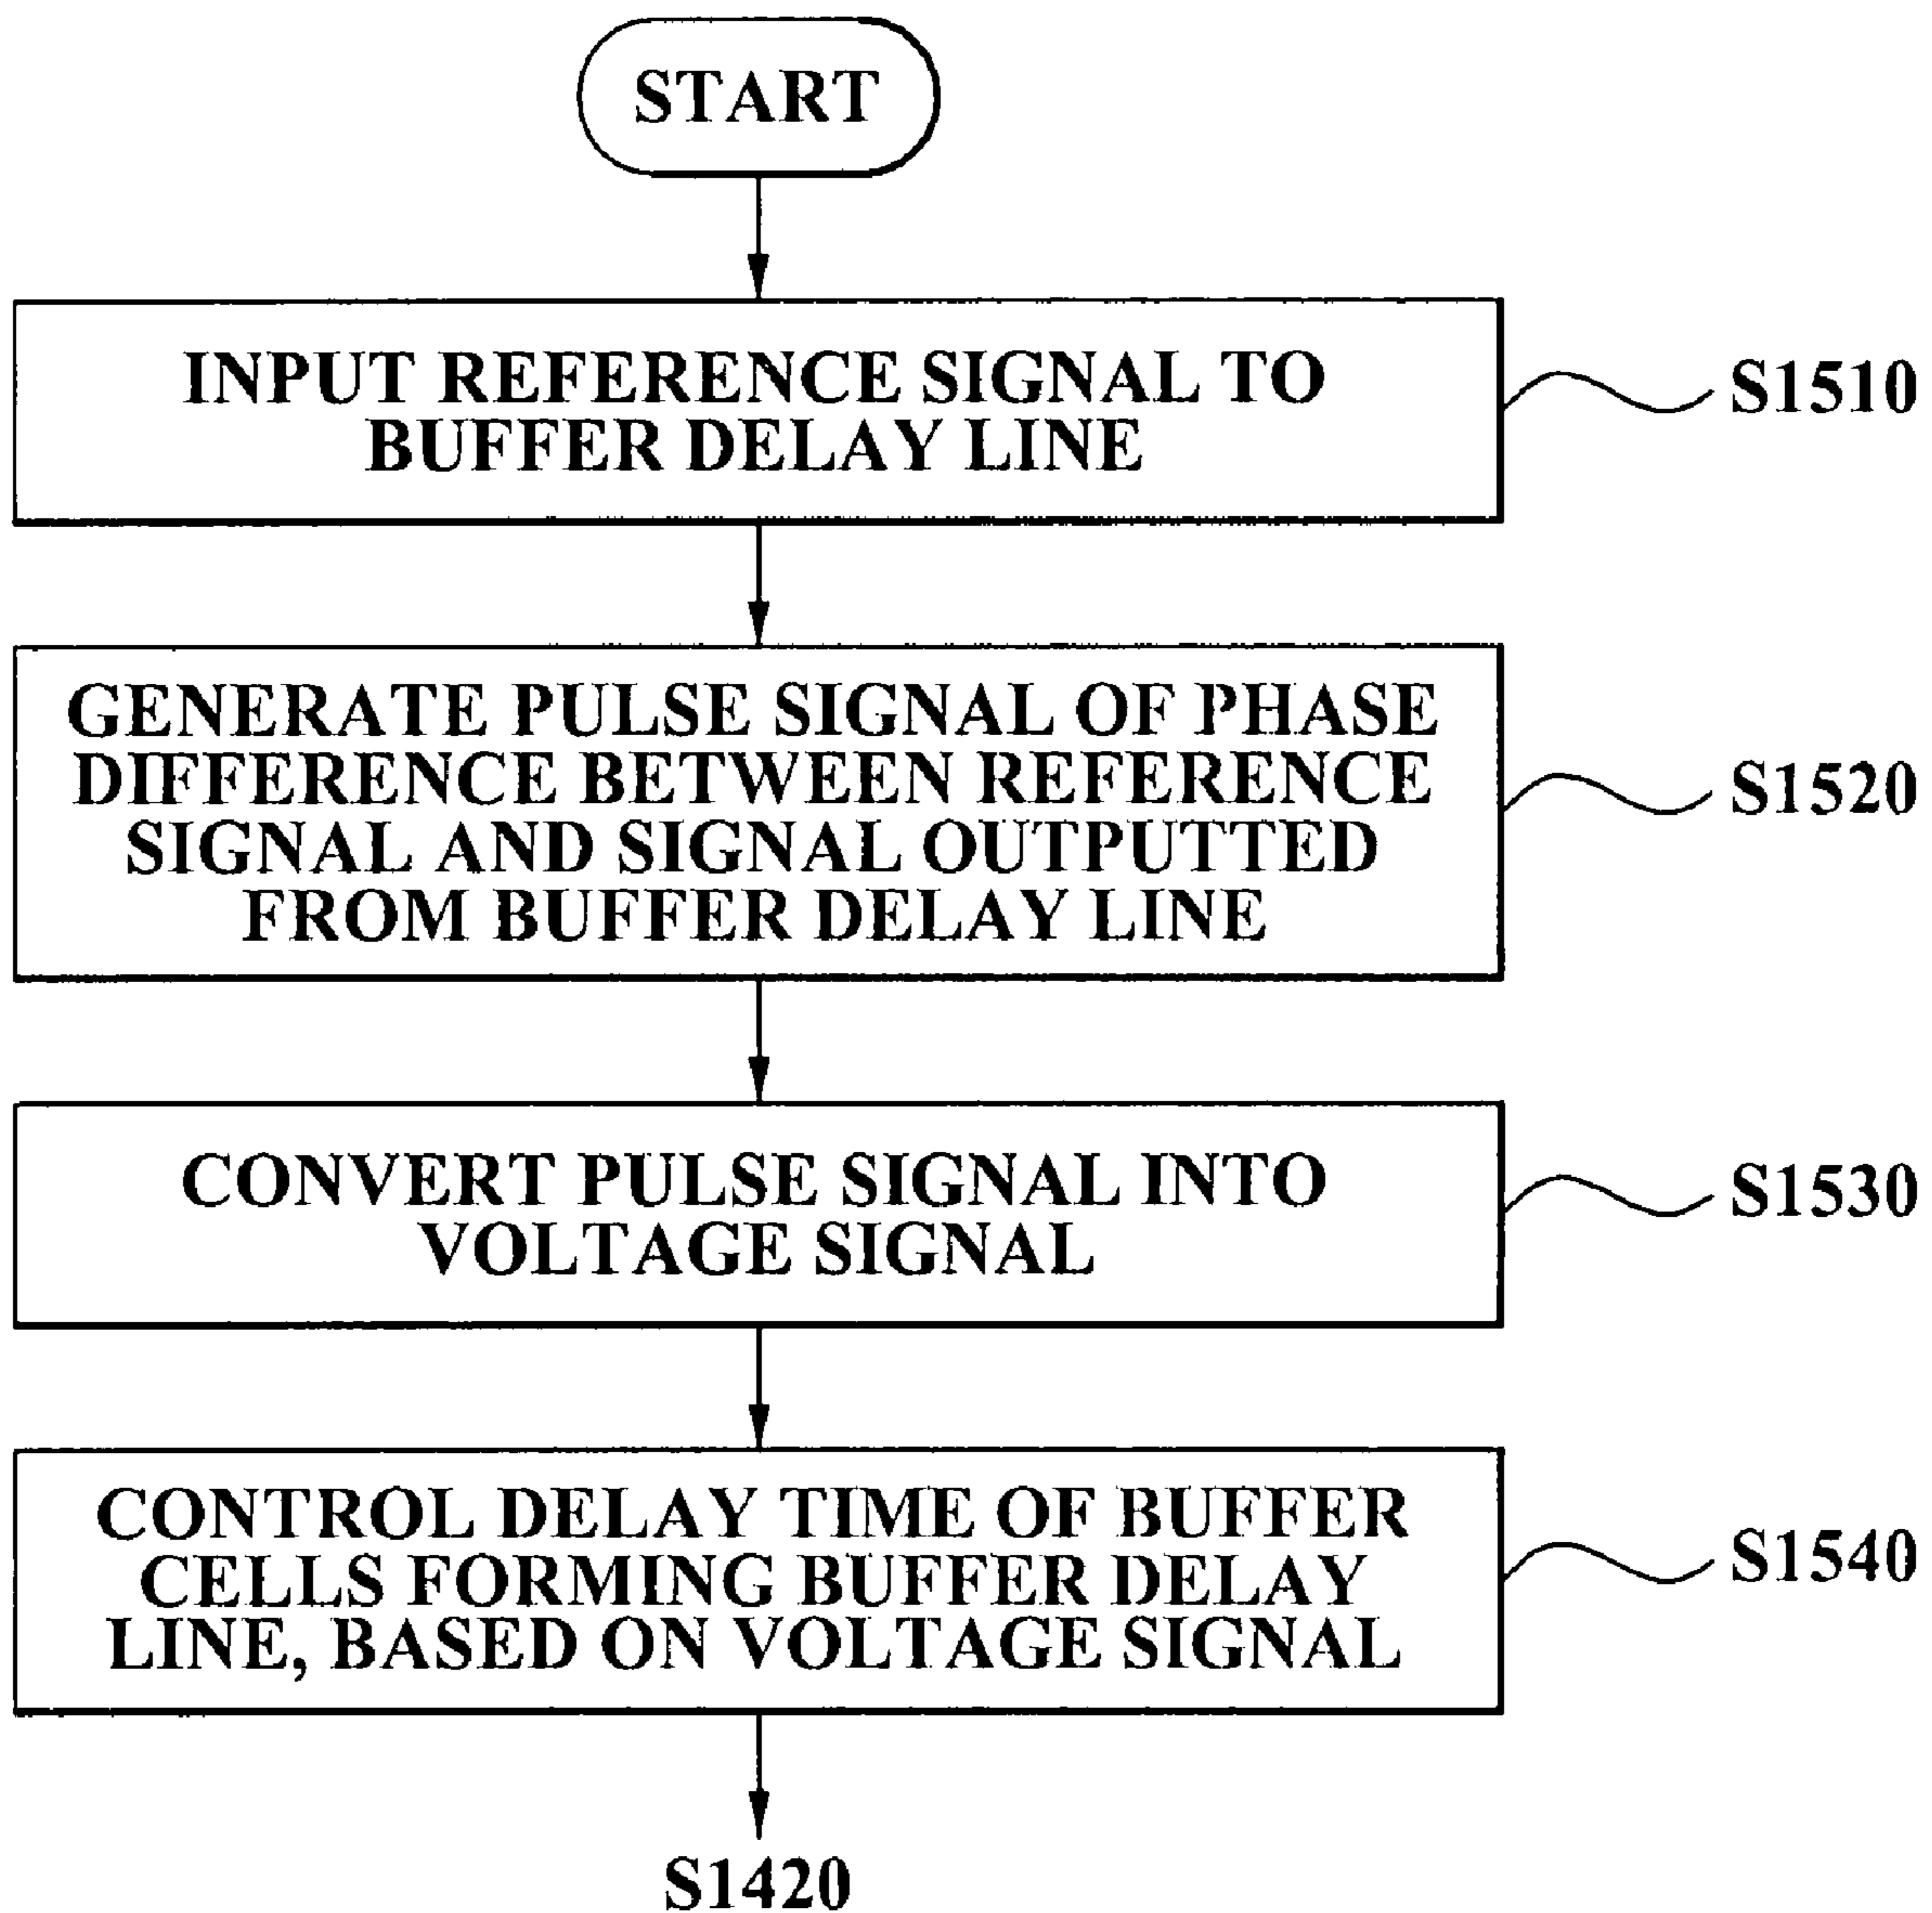 START
INPUT REFERENCE SIGNAL TO
BUFFER DELAY LINE
S1510
GENERATE PULSE SIGNAL OF PHASE
DIFFERENCE BETWEEN REFERENCE
SIGNAL AND SIGNAL OUTPUTTED
FROM BUFFER DELAY LINE
S1520
CONVERT PULSE SIGNAL INTO
VOLTAGE SIGNAL
S1530
CONTROL DELAY TIME OF BUFFER
CELLS FORMING BUFFER DELAY
LINE, BASED ON VOLTAGE SIGNAL
S1540
S1420